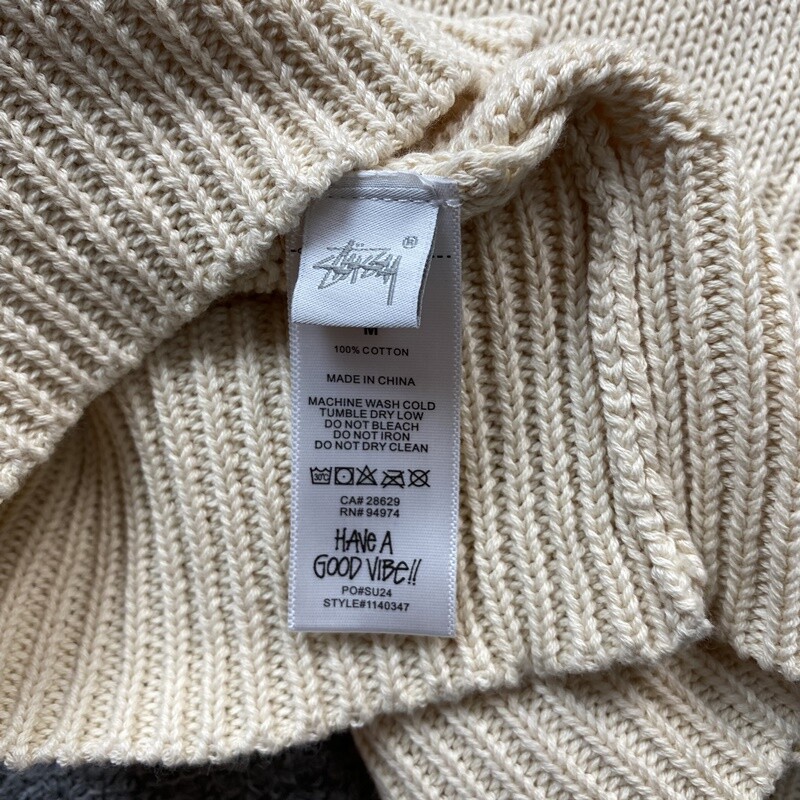 STÜSSY ®
M
100% COTTON
MADE IN CHINA
MACHINE WASH COLD
TUMBLE DRY LOW
DO NOT BLEACH
DO NOT IRON
DO NOT DRY CLEAN
30°C
CA# 28629
RN# 94974
HAVE A
GOOD VIBE!!
PO#SU24
STYLE#1140347